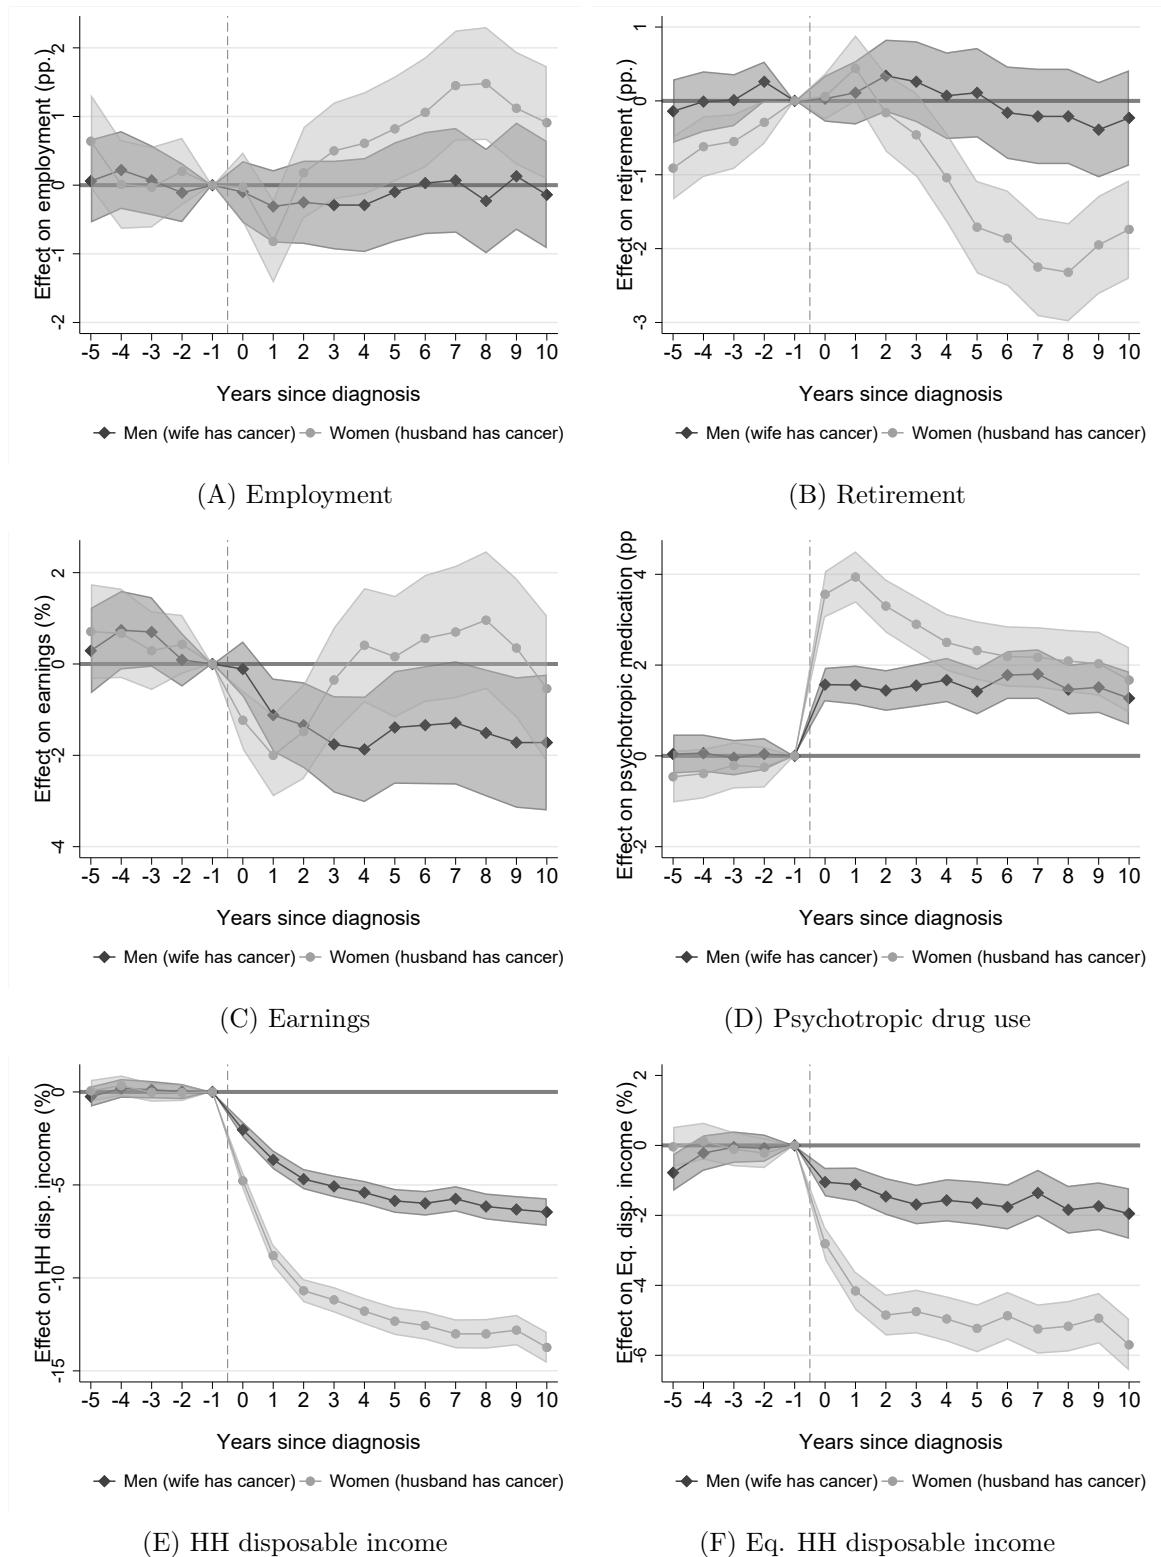 Effect on employment (pp.)
2
1
0
-1
-2
-5 -4 -3 -2 -1 0 1 2 3 4 5 6 7 8 9 10
Years since diagnosis
Men (wife has cancer) Women (husband has cancer)
(A) Employment
Effect on retirement (pp.)
1
0
-1
-2
-3
-5 -4 -3 -2 -1 0 1 2 3 4 5 6 7 8 9 10
Years since diagnosis
Men (wife has cancer) Women (husband has cancer)
(B) Retirement
Effect on earnings (%)
2
0
-2
-4
-5 -4 -3 -2 -1 0 1 2 3 4 5 6 7 8 9 10
Years since diagnosis
Men (wife has cancer) Women (husband has cancer)
(C) Earnings
Effect on psychotropic medication (pp
4
2
0
-2
-5 -4 -3 -2 -1 0 1 2 3 4 5 6 7 8 9 10
Years since diagnosis
Men (wife has cancer) Women (husband has cancer)
(D) Psychotropic drug use
Effect on HH disp. income (%)
0
-5
-10
-15
-5 -4 -3 -2 -1 0 1 2 3 4 5 6 7 8 9 10
Years since diagnosis
Men (wife has cancer) Women (husband has cancer)
(E) HH disposable income
Effect on Eq. disp. income (%)
2
0
-2
-4
-6
-5 -4 -3 -2 -1 0 1 2 3 4 5 6 7 8 9 10
Years since diagnosis
Men (wife has cancer) Women (husband has cancer)
(F) Eq. HH disposable income